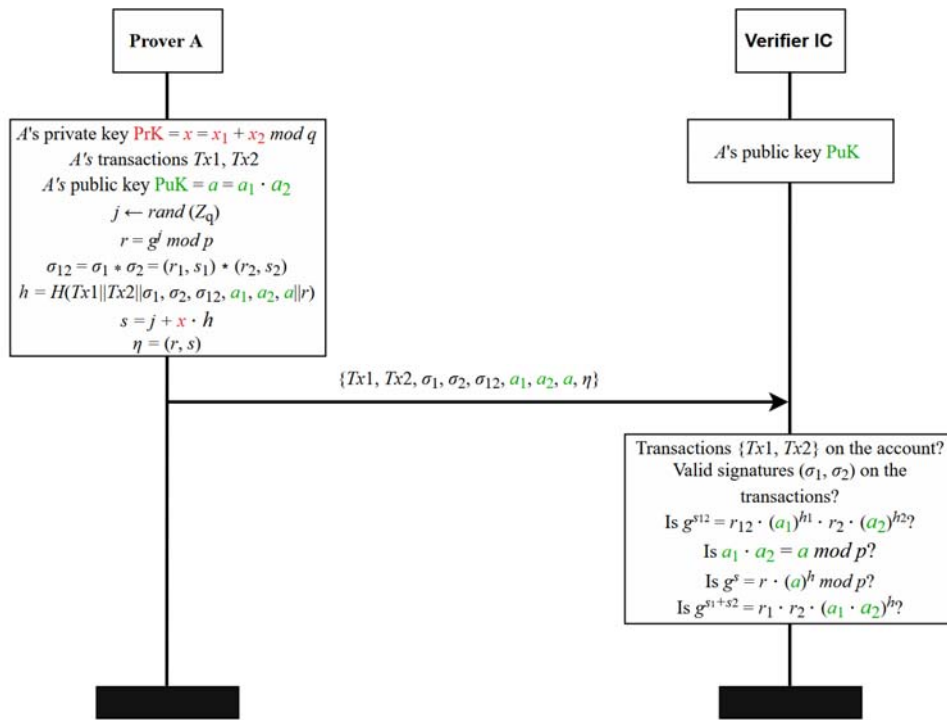 Prover A
Verifier IC
A's private key PrK = x = x₁ + x₂ mod q
A's transactions Tx1, Tx2
A's public key PuK = a = a₁ · a₂
j ← rand (Z_q)
r = g^j mod p
σ₁₂ = σ₁ * σ₂ = (r₁, s₁) ⋆ (r₂, s₂)
h = H(Tx1||Tx2||σ₁, σ₂, σ₁₂, a₁, a₂, a||r)
s = j + x · h
η = (r, s)
A's public key PuK
{Tx1, Tx2, σ₁, σ₂, σ₁₂, a₁, a₂, a, η}
Transactions {Tx1, Tx2} on the account?
Valid signatures (σ₁, σ₂) on the
transactions?
Is g^s12 = r₁₂ · (a₁)^h1 · r₂ · (a₂)^h2?
Is a₁ · a₂ = a mod p?
Is g^s = r · (a)^h mod p?
Is g^s₁+s₂ = r₁ · r₂ · (a₁ · a₂)^h?